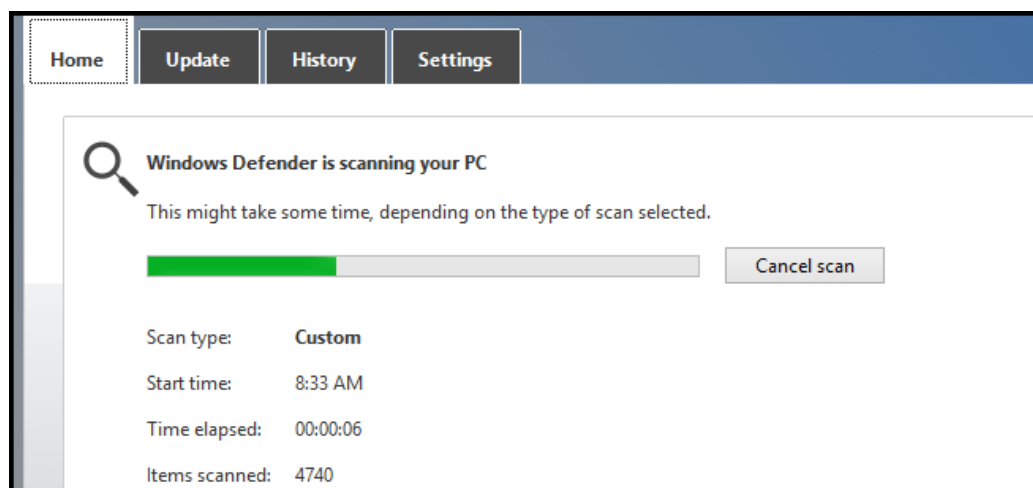 Home Update History Settings
Windows Defender is scanning your PC
This might take some time, depending on the type of scan selected.
Cancel scan
Scan type: Custom
Start time: 8:33 AM
Time elapsed: 00:00:06
Items scanned: 4740